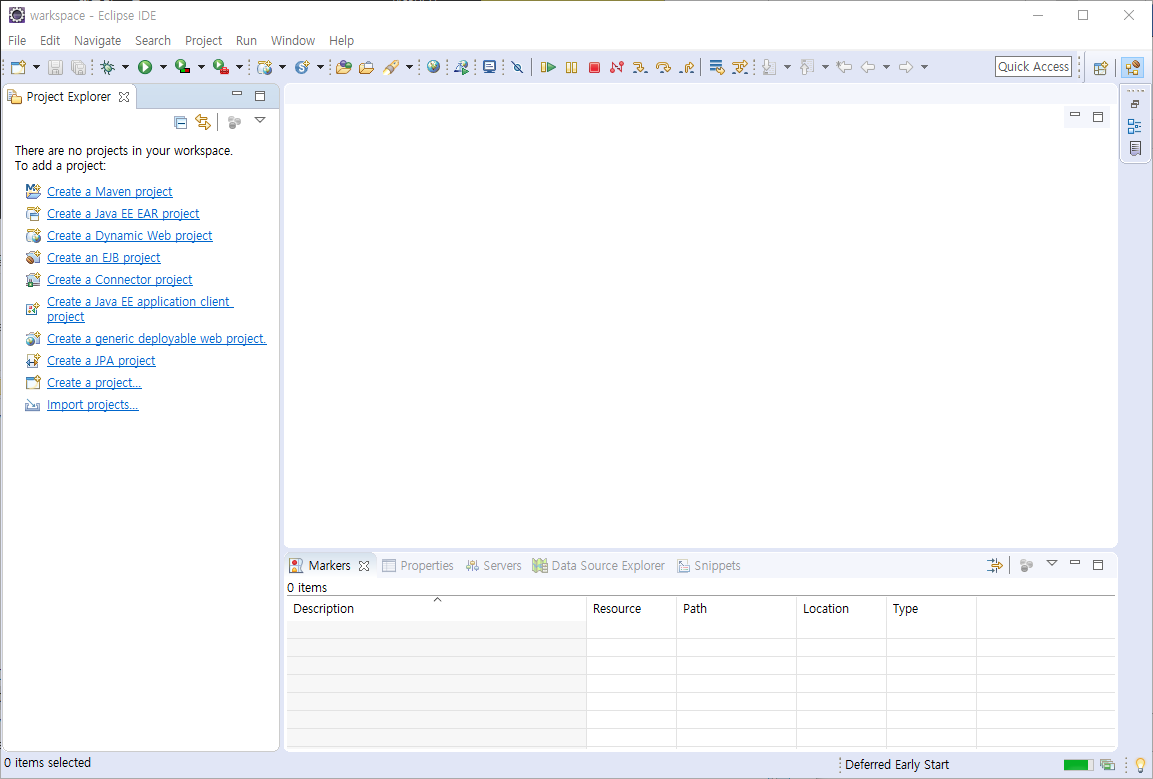 warkspace - Eclipse IDE
File Edit Navigate Search Project Run Window Help
Quick Access
Project Explorer
There are no projects in your workspace.
To add a project:
Create a Maven project
Create a Java EE EAR project
Create a Dynamic Web project
Create an EJB project
Create a Connector project
Create a Java EE application client
project
Create a generic deployable web project.
Create a JPA project
Create a project...
Import projects...
Markers Properties Servers Data Source Explorer Snippets
0 items
Description Resource Path Location Type
0 items selected
Deferred Early Start